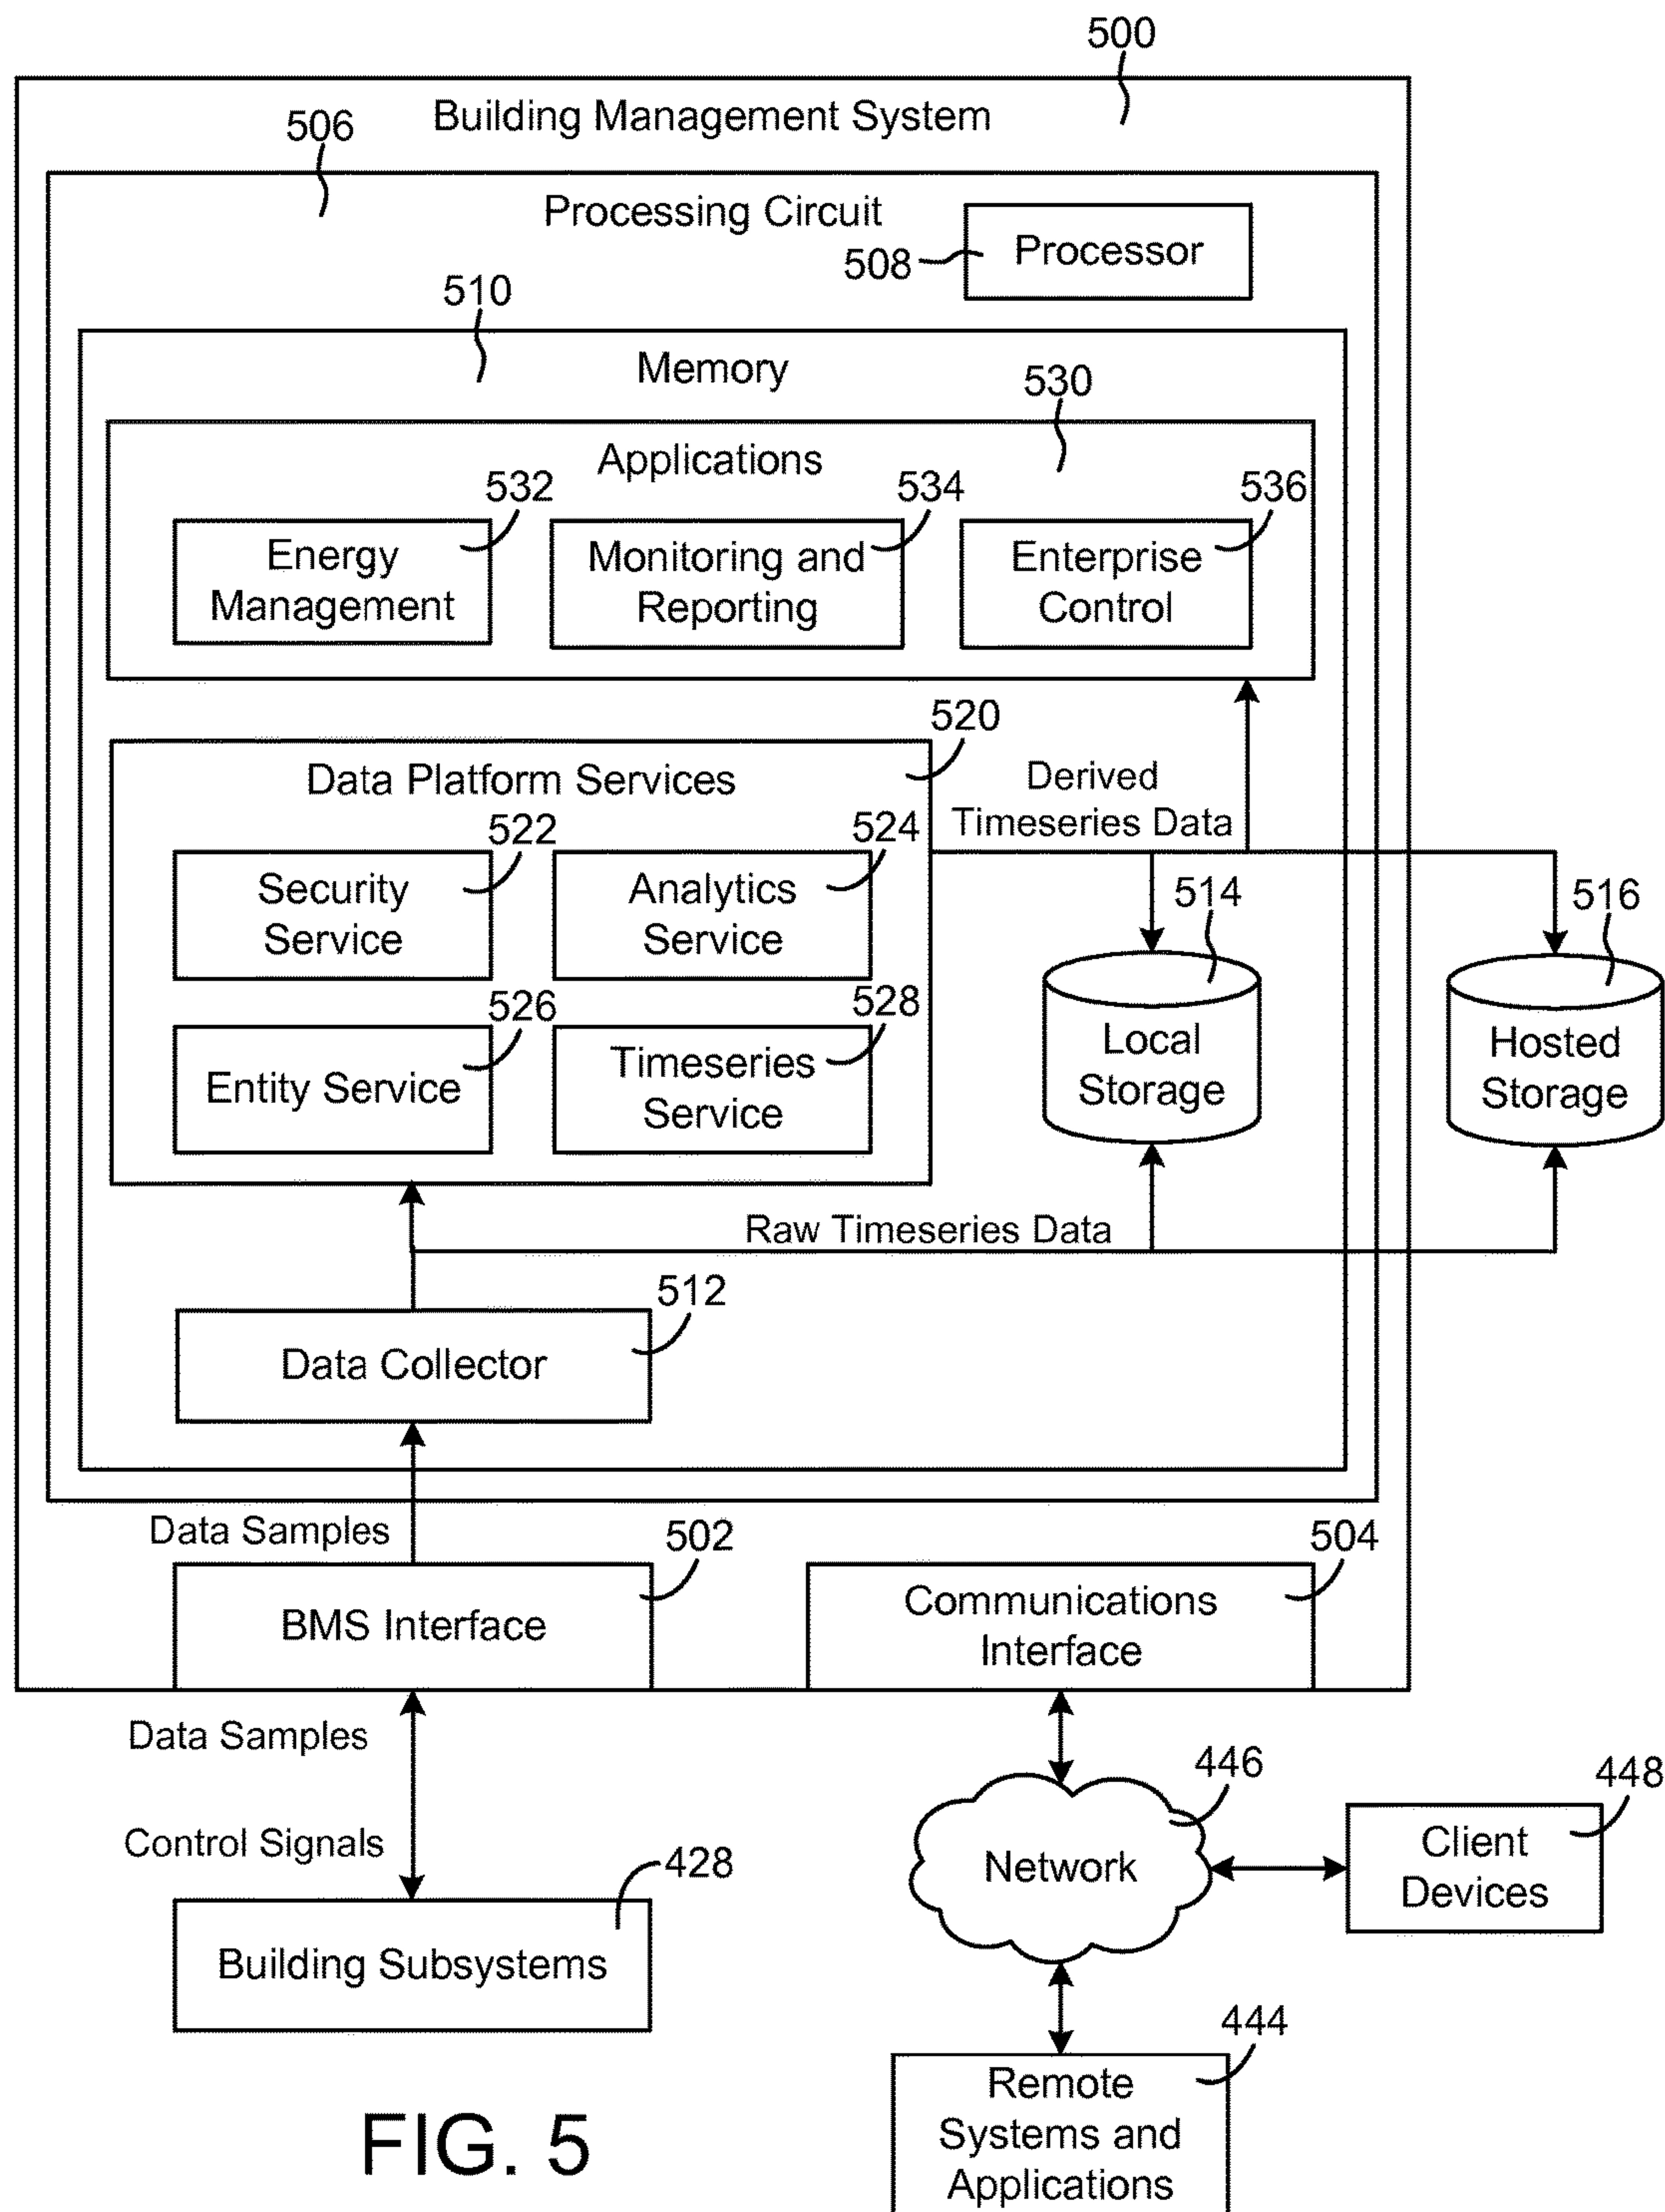 500
Building Management System
506
Processing Circuit
508
Processor
510
Memory
530
Applications
532
534
536
Energy
Management
Monitoring and
Reporting
Enterprise
Control
520
Data Platform Services
Derived
Timeseries Data
522
524
Security
Service
Analytics
Service
514
516
526
528
Entity Service
Timeseries
Service
Local
Storage
Hosted
Storage
Raw Timeseries Data
512
Data Collector
Data Samples
502
504
BMS Interface
Communications
Interface
Data Samples
Control Signals
446
448
Network
Client
Devices
428
Building Subsystems
444
Remote
Systems and
Applications
FIG. 5